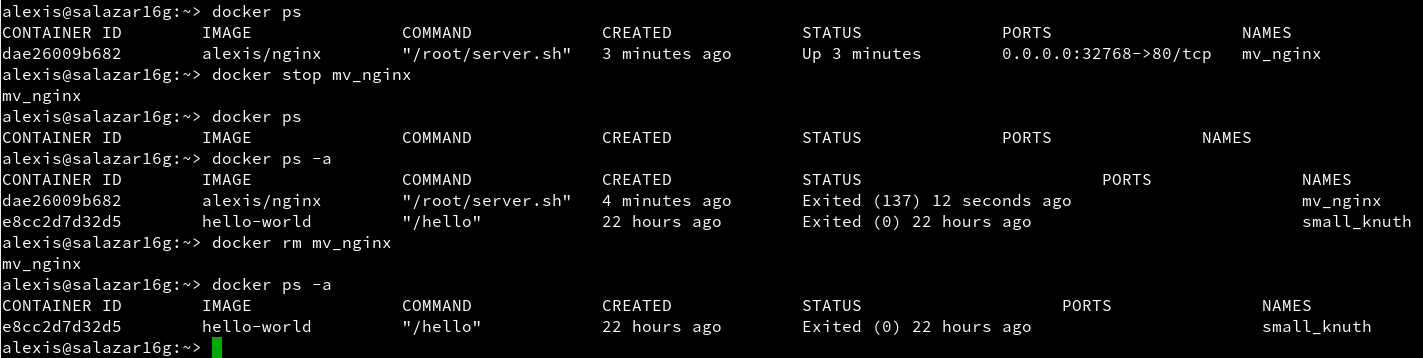 alexis@salazar16g:~> docker ps
CONTAINER ID        IMAGE               COMMAND             CREATED             STATUS              PORTS                   NAMES
dae26009b682        alexis/nginx        "/root/server.sh"   3 minutes ago       Up 3 minutes        0.0.0.0:32768->80/tcp   mv_nginx
alexis@salazar16g:~> docker stop mv_nginx
mv_nginx
alexis@salazar16g:~> docker ps
CONTAINER ID        IMAGE               COMMAND             CREATED             STATUS              PORTS               NAMES
alexis@salazar16g:~> docker ps -a
CONTAINER ID        IMAGE               COMMAND             CREATED             STATUS                        PORTS               NAMES
dae26009b682        alexis/nginx        "/root/server.sh"   4 minutes ago       Exited (137) 12 seconds ago                       mv_nginx
e8cc2d7d32d5        hello-world         "/hello"            22 hours ago        Exited (0) 22 hours ago                           small_knuth
alexis@salazar16g:~> docker rm mv_nginx
mv_nginx
alexis@salazar16g:~> docker ps -a
CONTAINER ID        IMAGE               COMMAND             CREATED             STATUS                    PORTS               NAMES
e8cc2d7d32d5        hello-world         "/hello"            22 hours ago        Exited (0) 22 hours ago                       small_knuth
alexis@salazar16g:~>